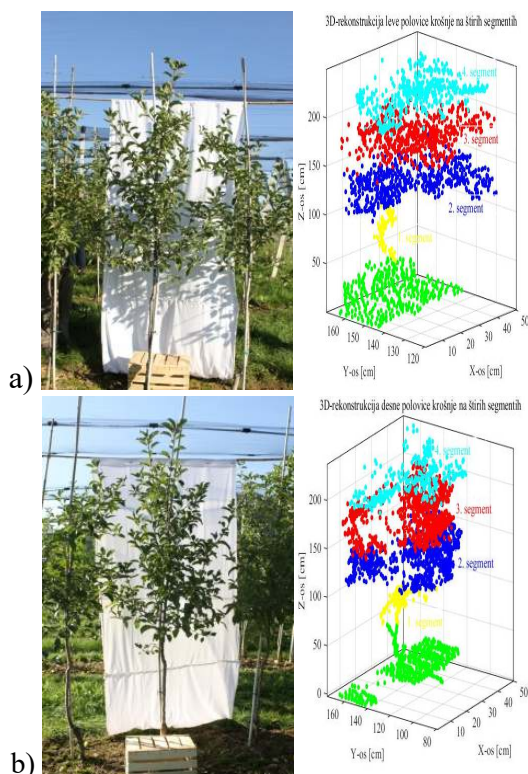 a)
3D-rekonstrukcija leve polovice krošnje na štirih segmentih
4. segment
3. segment
2. segment
segment
Z-os [cm]
200
150
100
50
160
150
140
130
120
Y-os [cm]
10
20
30
40
50
X-os [cm]
b)
3D-rekonstrukcija desne polovice krošnje na štirih segmentih
4. segment
3. segment
2. segment
1. segment
Z-os [cm]
200
150
100
50
0
160
140
120
100
80
Y-os [cm]
10
20
30
40
50
X-os [cm]